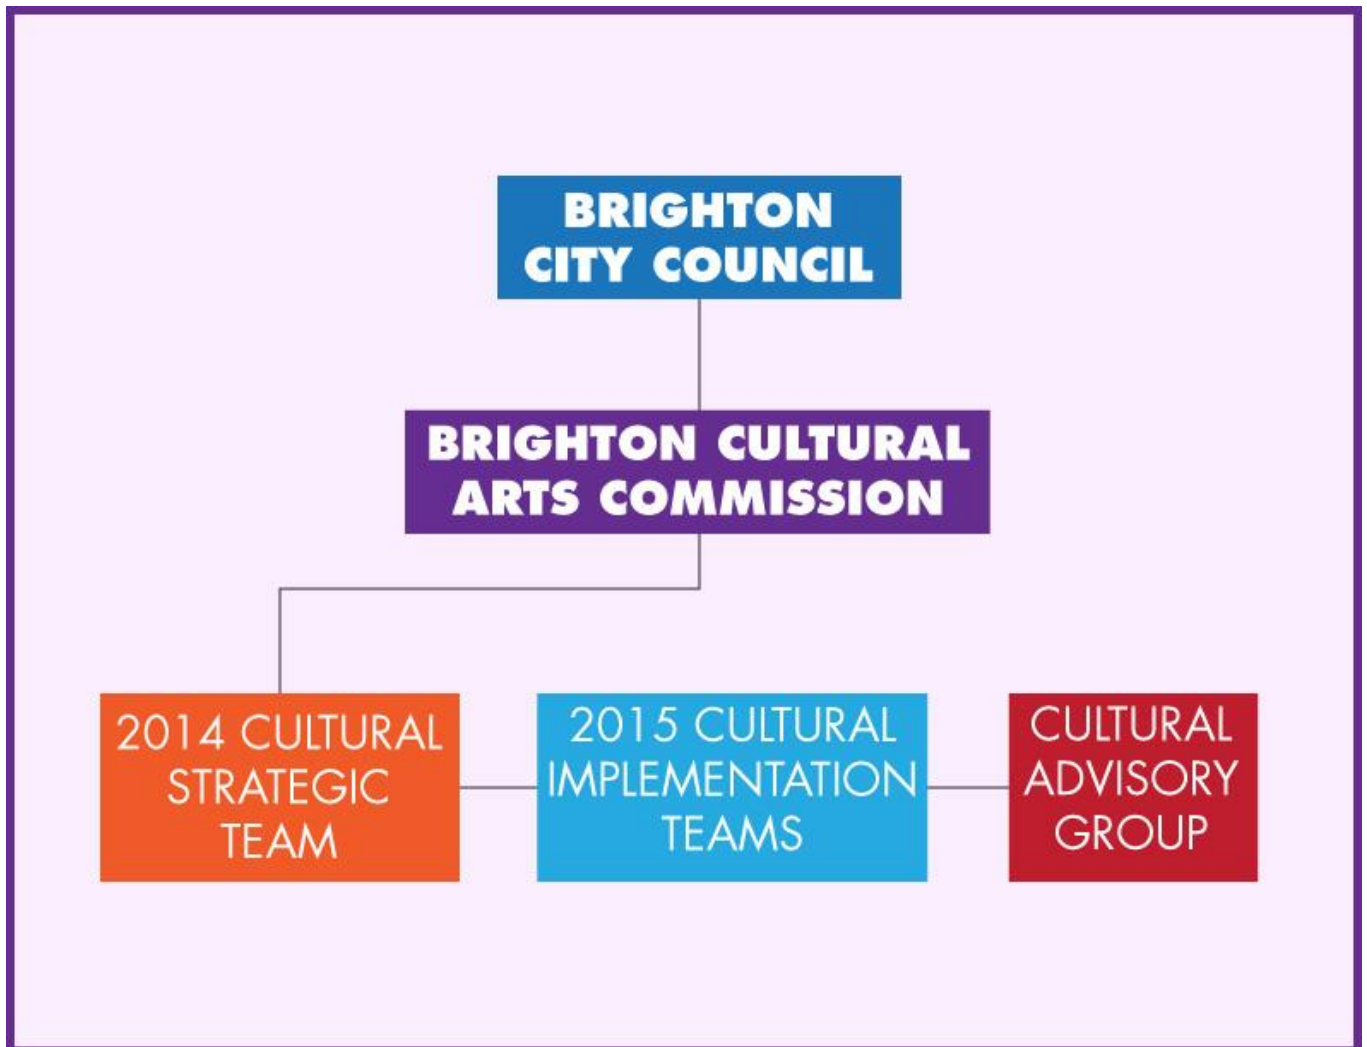 BRIGHTON
CITY COUNCIL
BRIGHTON CULTURAL
ARTS COMMISSION
2014 CULTURAL
STRATEGIC
TEAM
2015 CULTURAL
IMPLEMENTATION
TEAMS
CULTURAL
ADVISORY
GROUP